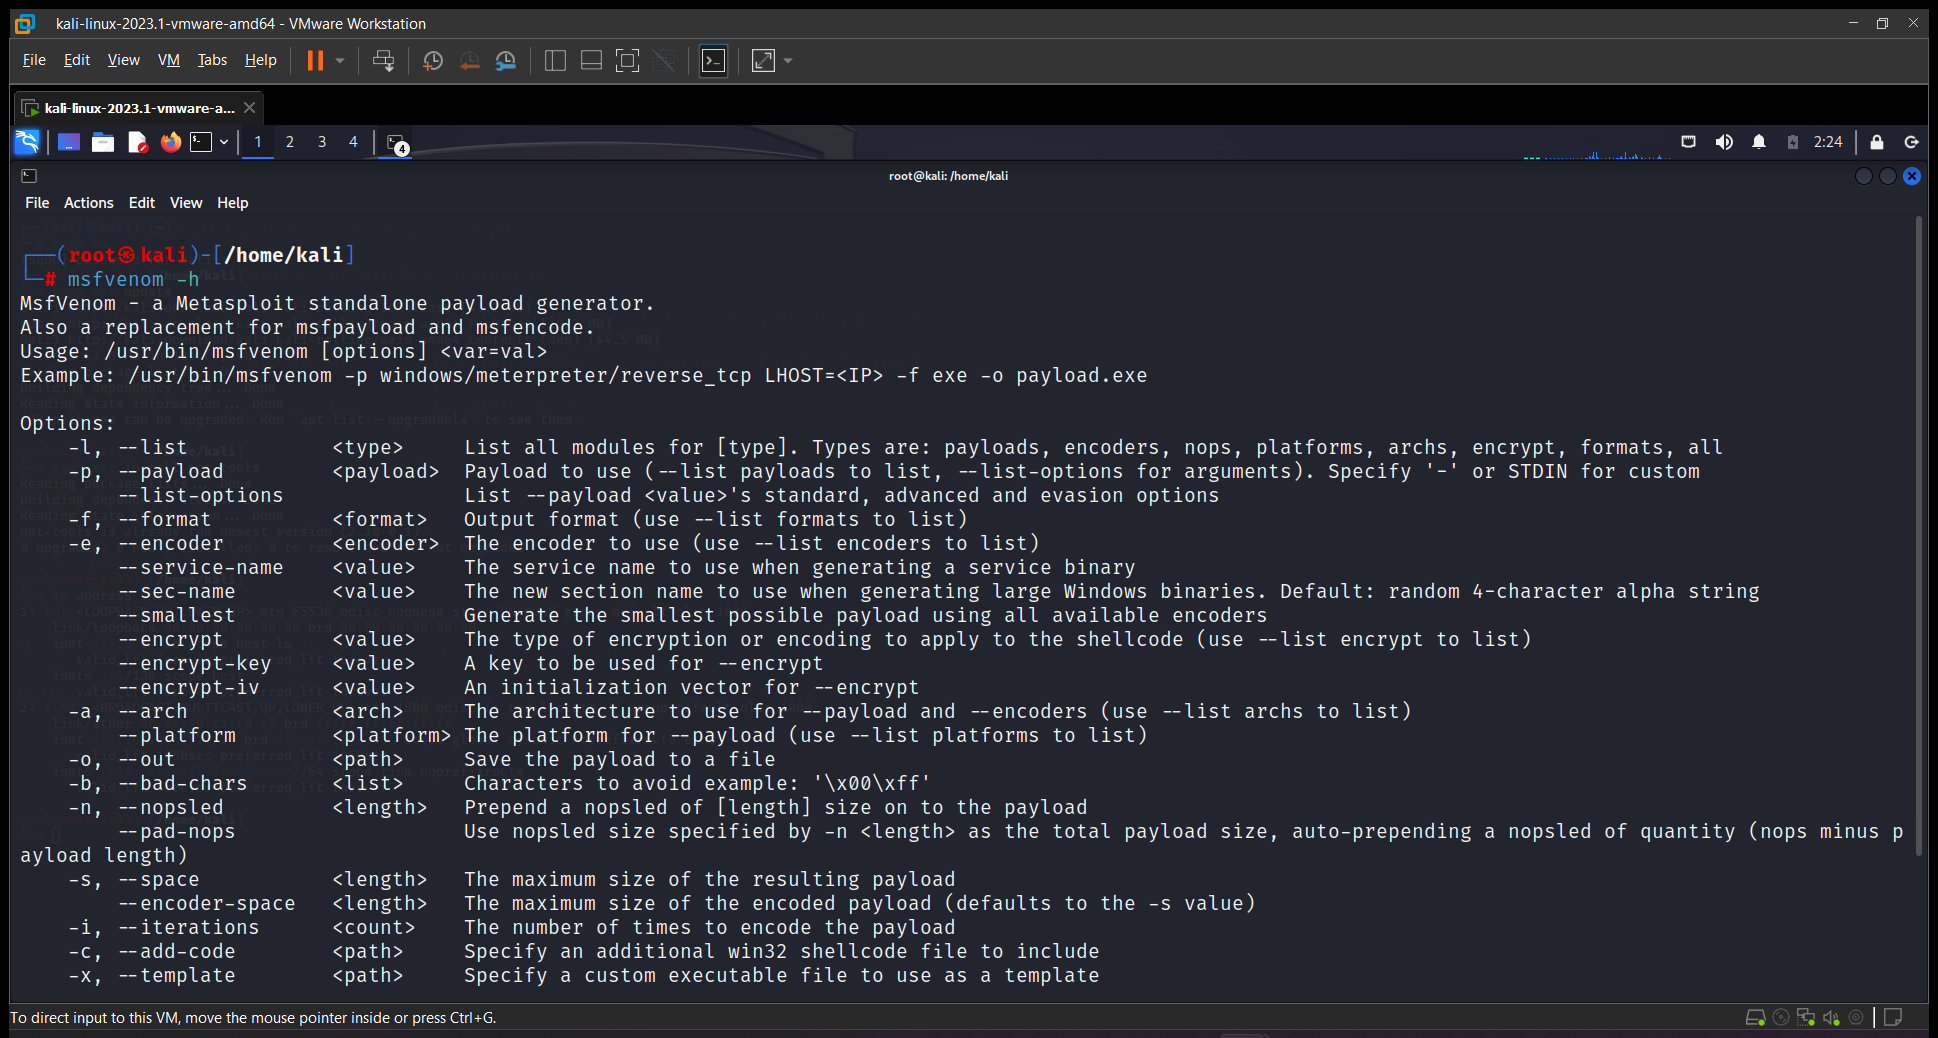 kali-linux-2023.1-vmware-amd64 - VMware Workstation
File Edit View VM Tabs Help
kali-linux-2023.1-vmware-a...
1 2 3 4 4 2:24
root@kali: /home/kali
File Actions Edit View Help
(root㉿kali)-[/home/kali]
# msfvenom -h
MsfVenom - a Metasploit standalone payload generator.
Also a replacement for msfpayload and msfencode.
Usage: /usr/bin/msfvenom [options] <var=val>
Example: /usr/bin/msfvenom -p windows/meterpreter/reverse_tcp LHOST=<IP> -f exe -o payload.exe
Options:
-l, --list <type> List all modules for [type]. Types are: payloads, encoders, nops, platforms, archs, encrypt, formats, all
-p, --payload <payload> Payload to use (--list payloads to list, --list-options for arguments). Specify '-' or STDIN for custom
--list-options List --payload <value>'s standard, advanced and evasion options
-f, --format <format> Output format (use --list formats to list)
-e, --encoder <encoder> The encoder to use (use --list encoders to list)
--service-name <value> The service name to use when generating a service binary
--sec-name <value> The new section name to use when generating large Windows binaries. Default: random 4-character alpha string
--smallest Generate the smallest possible payload using all available encoders
--encrypt <value> The type of encryption or encoding to apply to the shellcode (use --list encrypt to list)
--encrypt-key <value> A key to be used for --encrypt
--encrypt-iv <value> An initialization vector for --encrypt
-a, --arch <arch> The architecture to use for --payload and --encoders (use --list archs to list)
--platform <platform> The platform for --payload (use --list platforms to list)
-o, --out <path> Save the payload to a file
-b, --bad-chars <list> Characters to avoid example: '\x00\xff'
-n, --nopsled <length> Prepend a nopsled of [length] size on to the payload
--pad-nops Use nopsled size specified by -n <length> as the total payload size, auto-prepending a nopsled of quantity (nops minus p
ayload length)
-s, --space <length> The maximum size of the resulting payload
--encoder-space <length> The maximum size of the encoded payload (defaults to the -s value)
-i, --iterations <count> The number of times to encode the payload
-c, --add-code <path> Specify an additional win32 shellcode file to include
-x, --template <path> Specify a custom executable file to use as a template
To direct input to this VM, move the mouse pointer inside or press Ctrl+G.